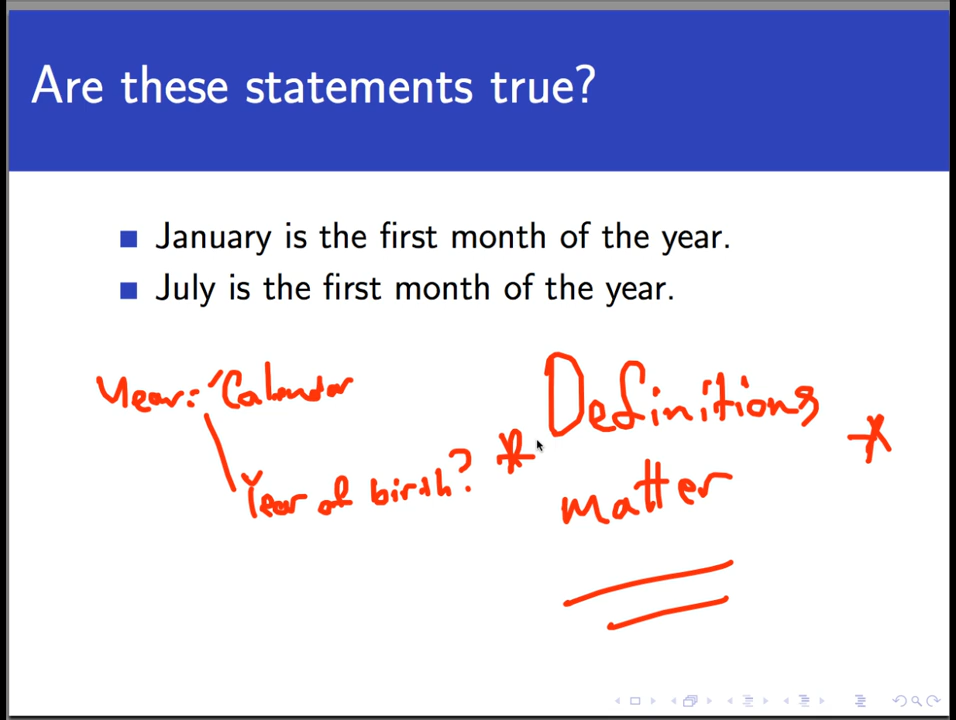 Are these statements true?
January is the first month of the year.
July is the first month of the year.
Year: Calendar
Year of birth?
* Definitions *
matter